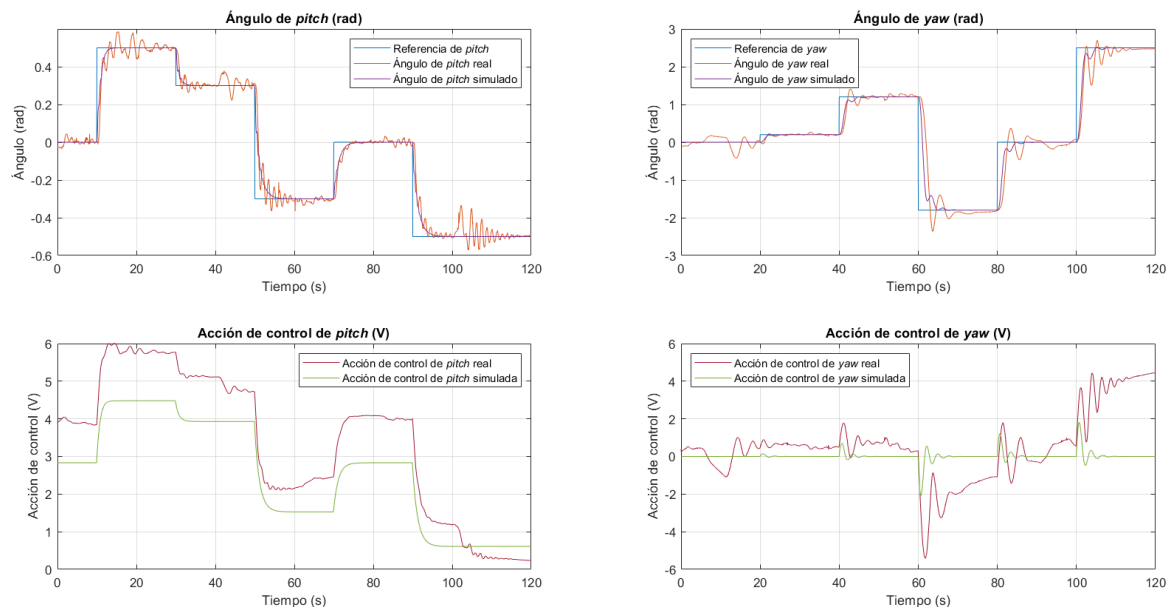 Ángulo de pitch (rad)
Referencia de pitch
Ángulo de pitch real
Ángulo de pitch simulado
Ángulo (rad)
0.4
0.2
0
-0.2
-0.4
-0.6
0 20 40 60 80 100 120
Tiempo (s)
Ángulo de yaw (rad)
Referencia de yaw
Ángulo de yaw real
Ángulo de yaw simulado
Ángulo (rad)
3
2
1
0
-1
-2
-3
0 20 40 60 80 100 120
Tiempo (s)
Acción de control de pitch (V)
Acción de control de pitch real
Acción de control de pitch simulada
Acción de control (V)
6
5
4
3
2
1
0
0 20 40 60 80 100 120
Tiempo (s)
Acción de control de yaw (V)
Acción de control de yaw real
Acción de control de yaw simulada
Acción de control (V)
6
4
2
0
-2
-4
-6
0 20 40 60 80 100 120
Tiempo (s)